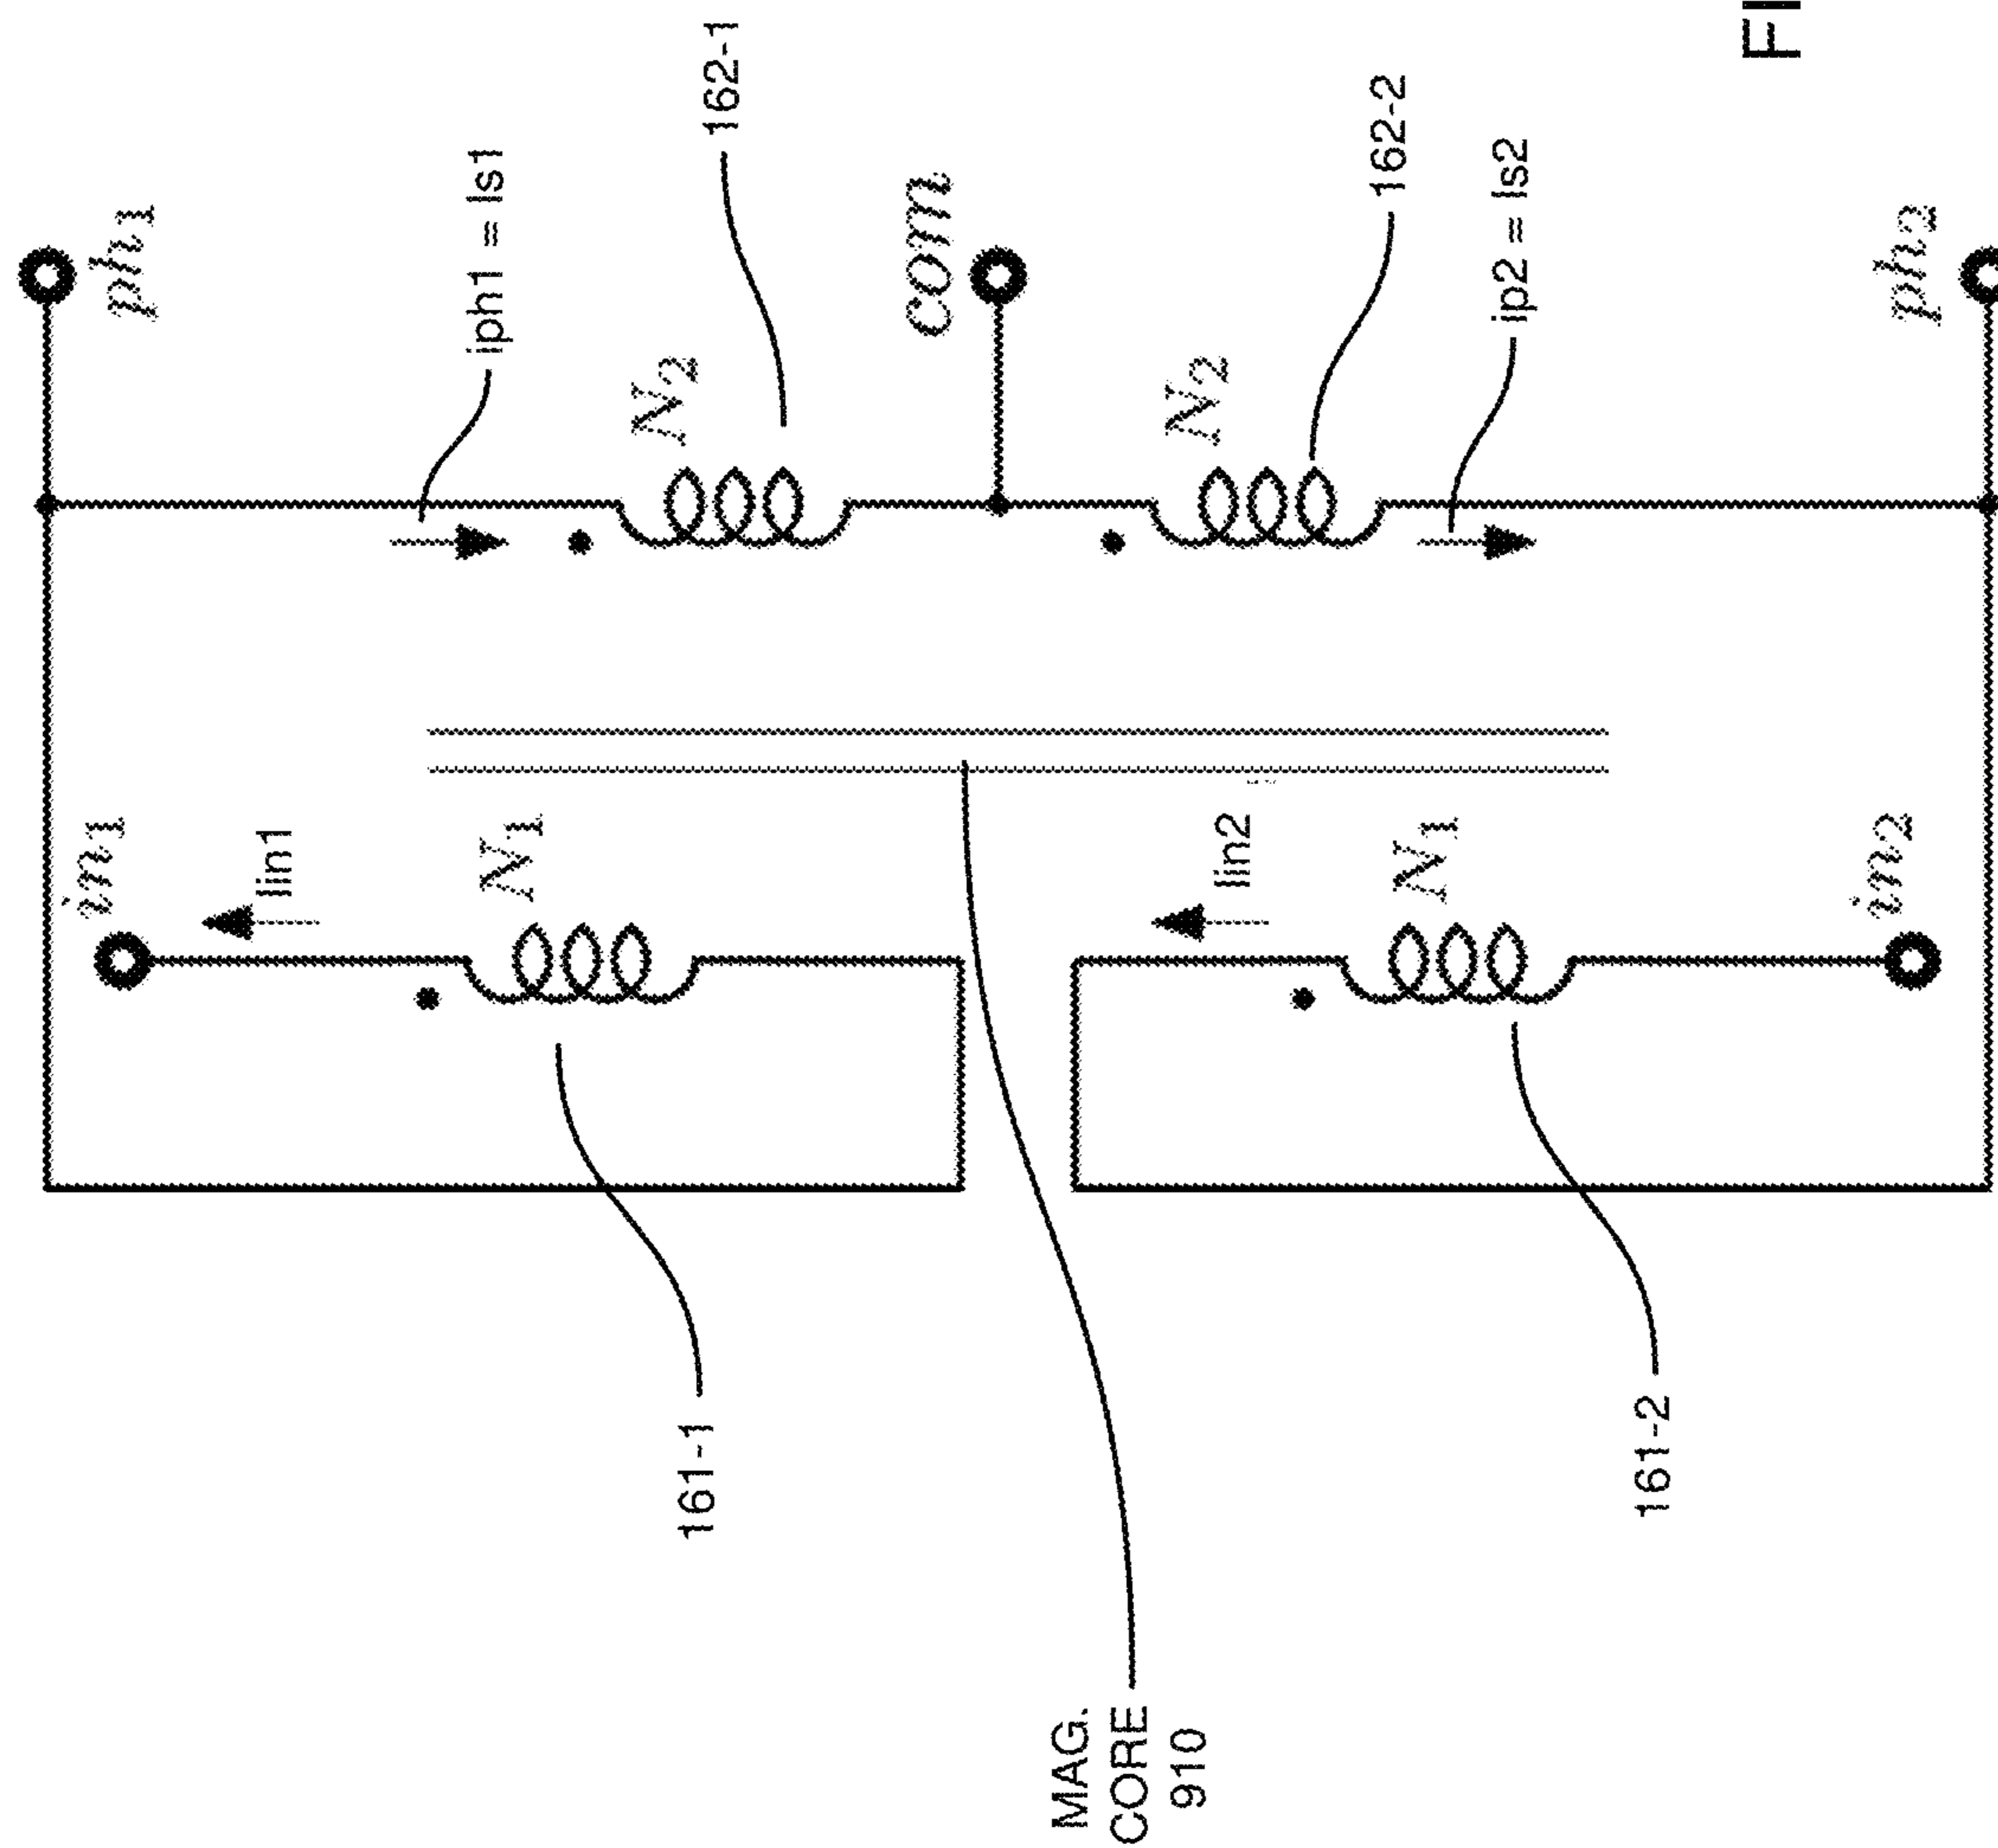 in₁
ph₁
Iin1
iph1 = Is1
N₁
N₂
161-1
162-1
com
MAG.
CORE
910
N₂
Iin2
162-2
N₁
ip2 = Is2
161-2
in₂
ph₂